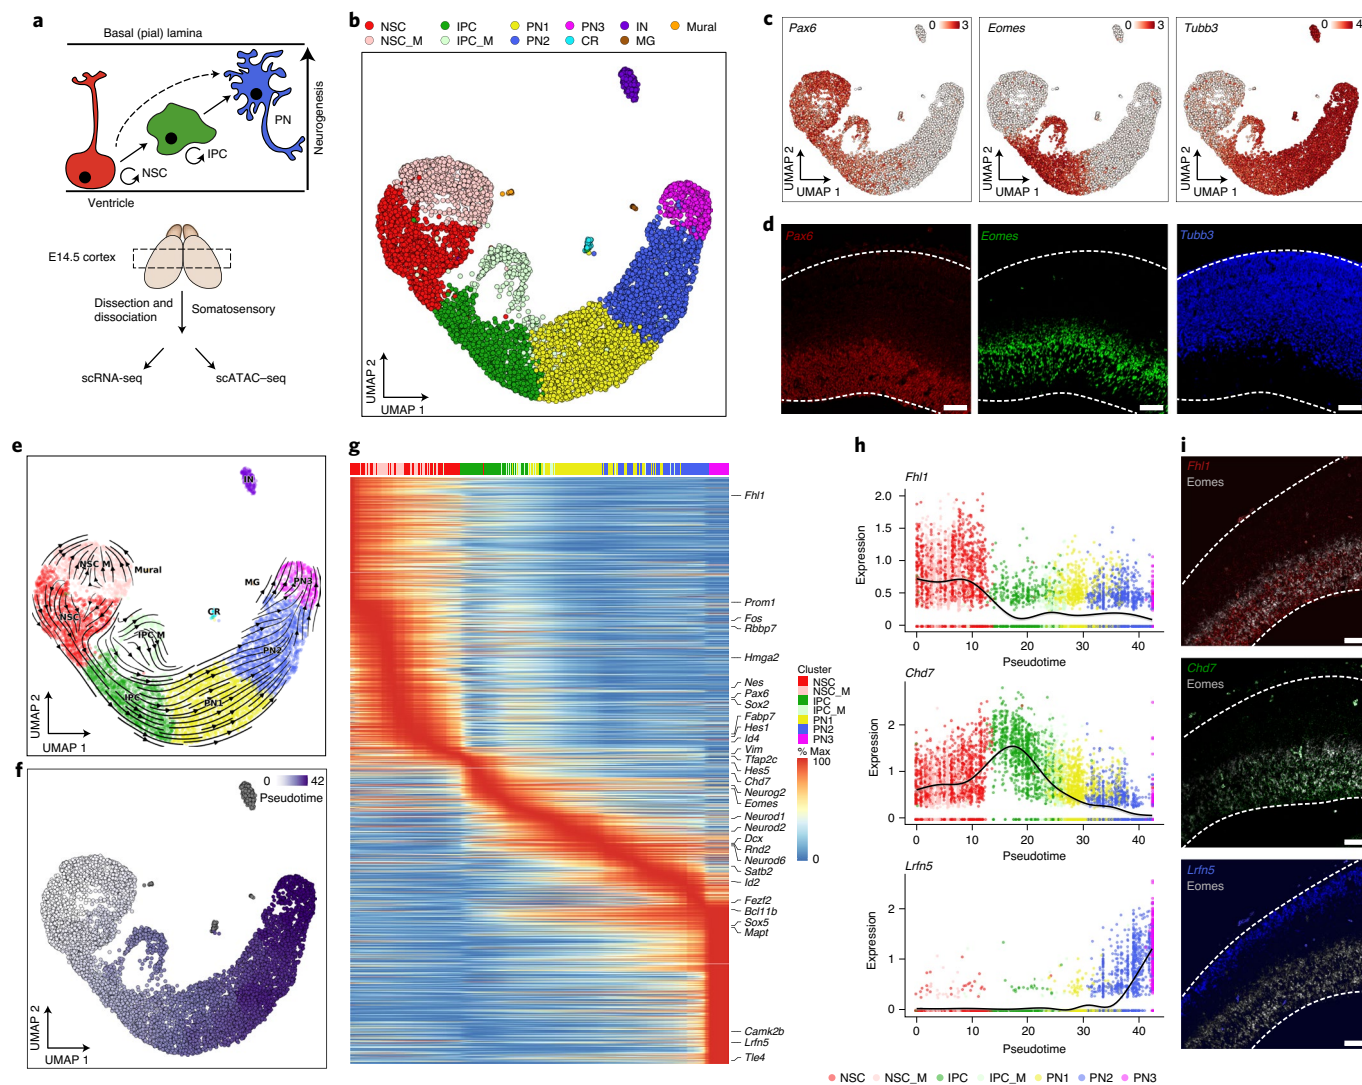 a
Basal (pial) lamina
PN
IPC
NSC
Neurogenesis
Ventricle
E14.5 cortex
Dissection and
dissociation
Somatosensory
scRNA-seq
scATAC–seq
b
NSC IPC PN1 PN3 IN Mural
NSC_M IPC_M PN2 CR MG
UMAP 2
UMAP 1
c
Pax6 0 3
UMAP 2
UMAP 1
Eomes 0 3
UMAP 2
UMAP 1
Tubb3 0 4
UMAP 2
UMAP 1
d
Pax6
Eomes
Tubb3
e
IN
NSC M
Mural
MG
PN3
NSC
CR
IPC M
PN2
IPC
PN1
UMAP 2
UMAP 1
f
0 42
Pseudotime
UMAP 2
UMAP 1
g
Fhl1
Prom1
Fos
Rbbp7
Hmga2
Nes
Pax6
Sox2
Fabp7
Hes1
Id4
Vim
Tfap2c
Hes5
Chd7
Neurog2
Eomes
Neurod1
Neurod2
Dcx
Rnd2
Neurod6
Satb2
Id2
Fezf2
Bcl11b
Sox5
Mapt
Camk2b
Lrfn5
Tle4
Cluster
NSC
NSC_M
IPC
IPC_M
PN1
PN2
PN3
% Max
100
0
h
Fhl1
2.0
1.5
1.0
0.5
0
Expression
0 10 20 30 40
Pseudotime
Chd7
2
1
0
Expression
0 10 20 30 40
Pseudotime
Lrfn5
2
1
0
Expression
0 10 20 30 40
Pseudotime
NSC NSC_M IPC IPC_M PN1 PN2 PN3
i
Fhl1
Eomes
Chd7
Eomes
Lrfn5
Eomes